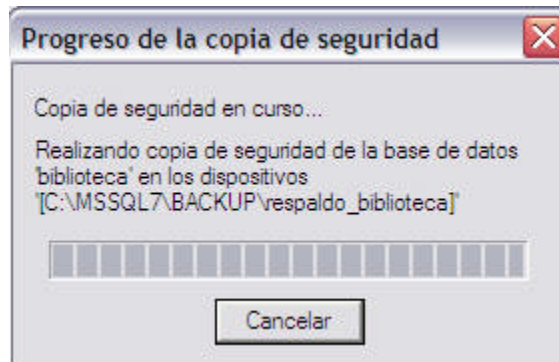 Progreso de la copia de seguridad
Copia de seguridad en curso...
Realizando copia de seguridad de la base de datos
'biblioteca' en los dispositivos
'[C:\MSSQL7\BACKUP\respaldo_biblioteca]'
Cancelar